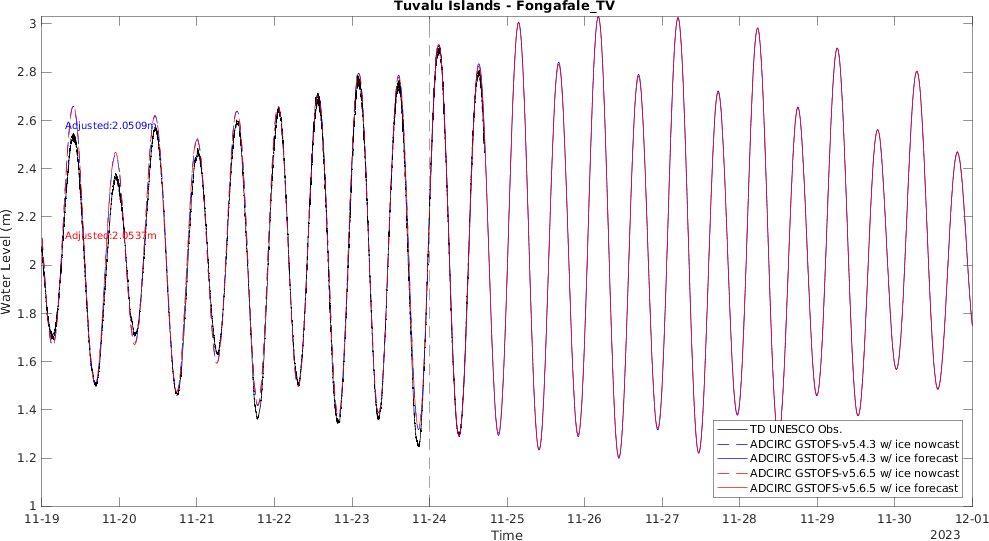 Tuvalu Islands - Fongafale_TV
3
2.8
2.6
2.4
2.2
2
1.8
1.6
1.4
1.2
1
Water Level (m)
Adjusted:2.0509m
Adjusted:2.0537m
TD UNESCO Obs.
ADCIRC GSTOFS-v5.4.3 w/ ice nowcast
ADCIRC GSTOFS-v5.4.3 w/ ice forecast
ADCIRC GSTOFS-v5.6.5 w/ ice nowcast
ADCIRC GSTOFS-v5.6.5 w/ ice forecast
11-19 11-20 11-21 11-22 11-23 11-24 11-25 11-26 11-27 11-28 11-29 11-30 12-01
Time
2023